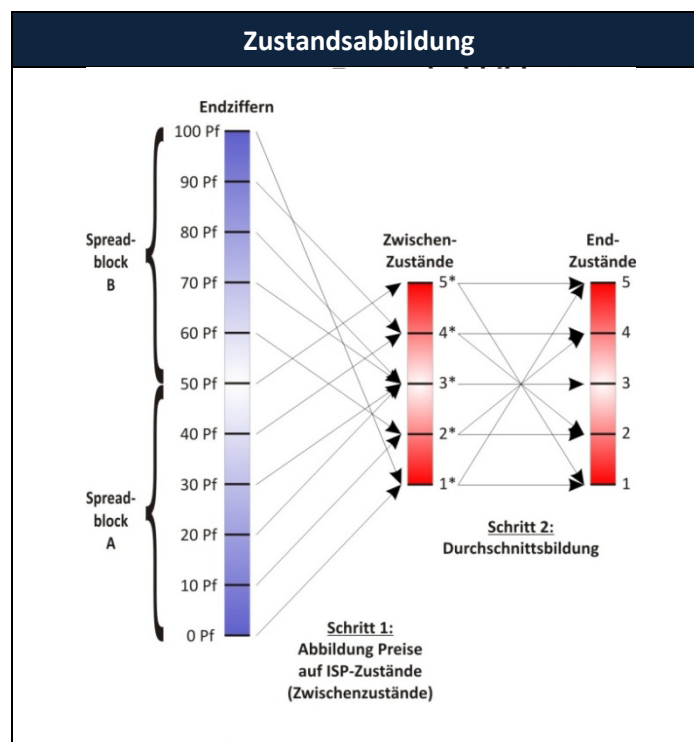 Zustandsabbildung
Endziffern
100 Pf
90 Pf
80 Pf
70 Pf
60 Pf
50 Pf
40 Pf
30 Pf
20 Pf
10 Pf
0 Pf
Spread-
block
B
Spread-
block
A
Zwischen-
Zustände
5*
4*
3*
2*
1*
End-
Zustände
5
4
3
2
1
Schritt 2:
Durchschnittsbildung
Schritt 1:
Abbildung Preise
auf ISP-Zustände
(Zwischenzustände)